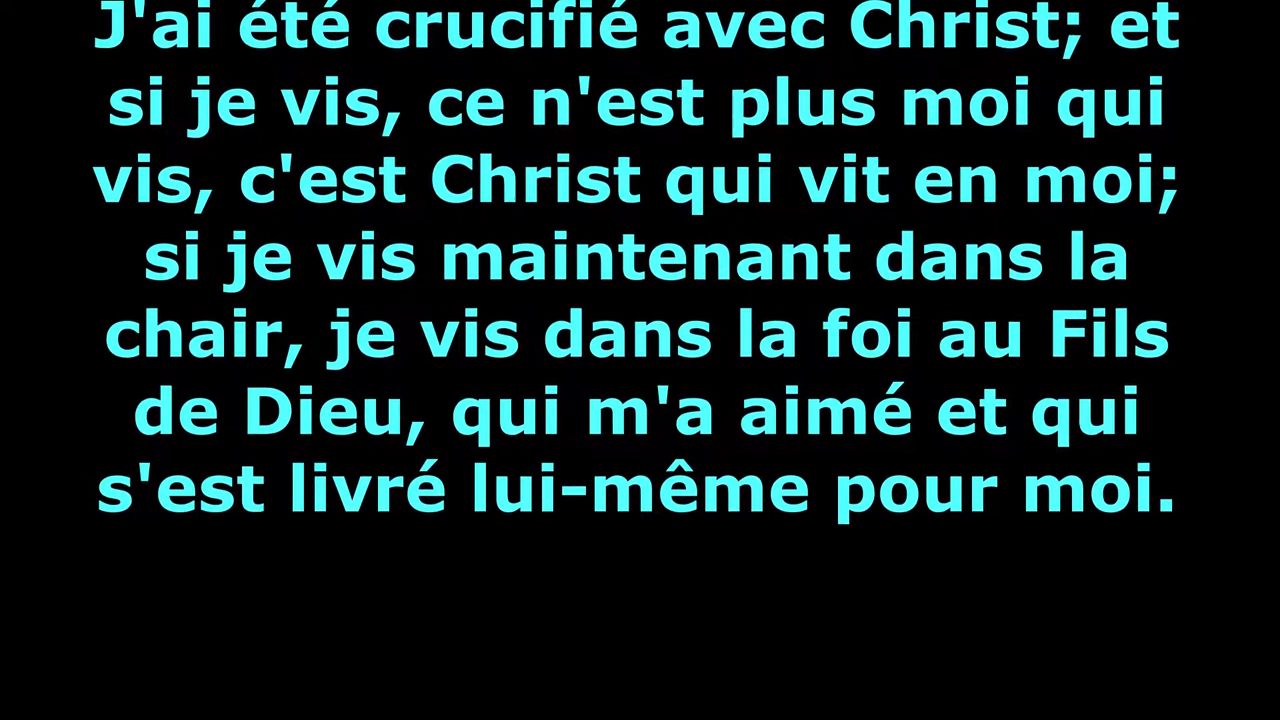 J'ai été crucifié avec Christ; et
si je vis, ce n'est plus moi qui
vis, c'est Christ qui vit en moi;
si je vis maintenant dans la
chair, je vis dans la foi au Fils
de Dieu, qui m'a aimé et qui
s'est livré lui-même pour moi.